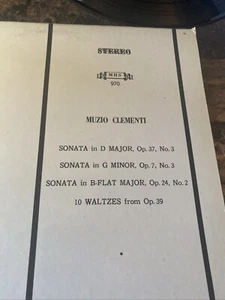 STEREO
MHS
970
MUZIO CLEMENTI
SONATA in D MAJOR, Op. 37, No. 3
SONATA in G MINOR, Op. 7, No. 3
SONATA in B-FLAT MAJOR, Op. 24, No. 2
10 WALTZES from Op. 39